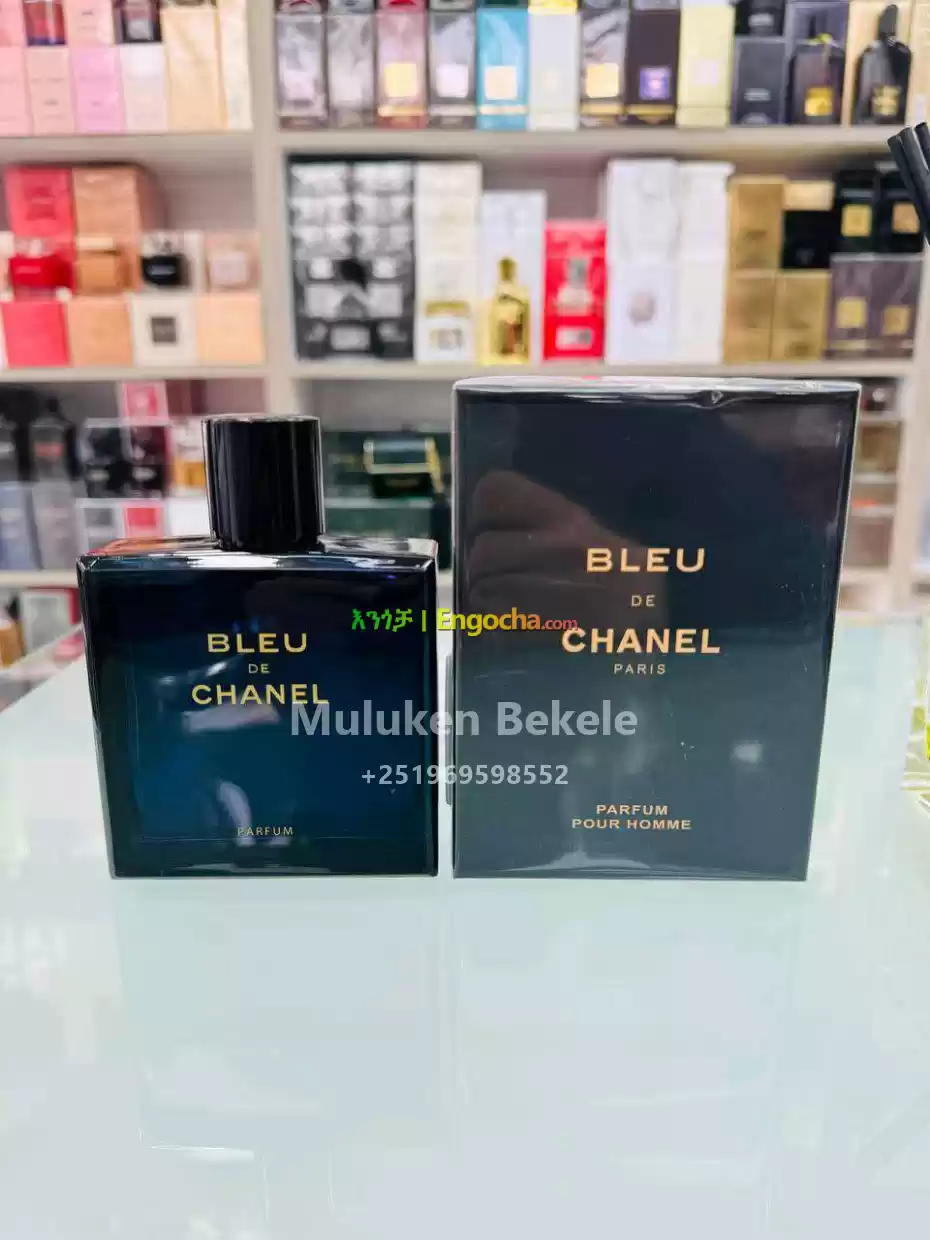 BLEU
DE
CHANEL
PARFUM
BLEU
DE
CHANEL
PARIS
PARFUM
POUR HOMME
እንጎቻ | Engocha.com
Muluken Bekele
+251969598552